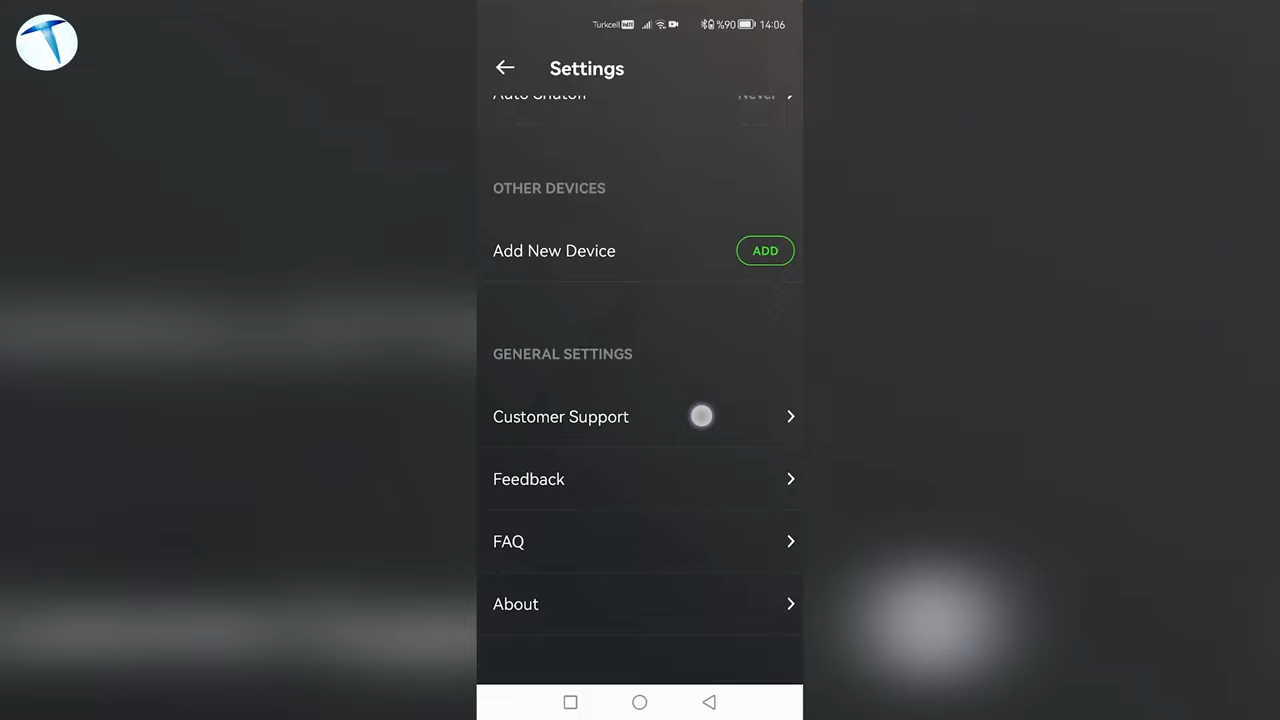 Turkcell %90 14:06
Settings
OTHER DEVICES
Add New Device ADD
GENERAL SETTINGS
Customer Support
Feedback
FAQ
About